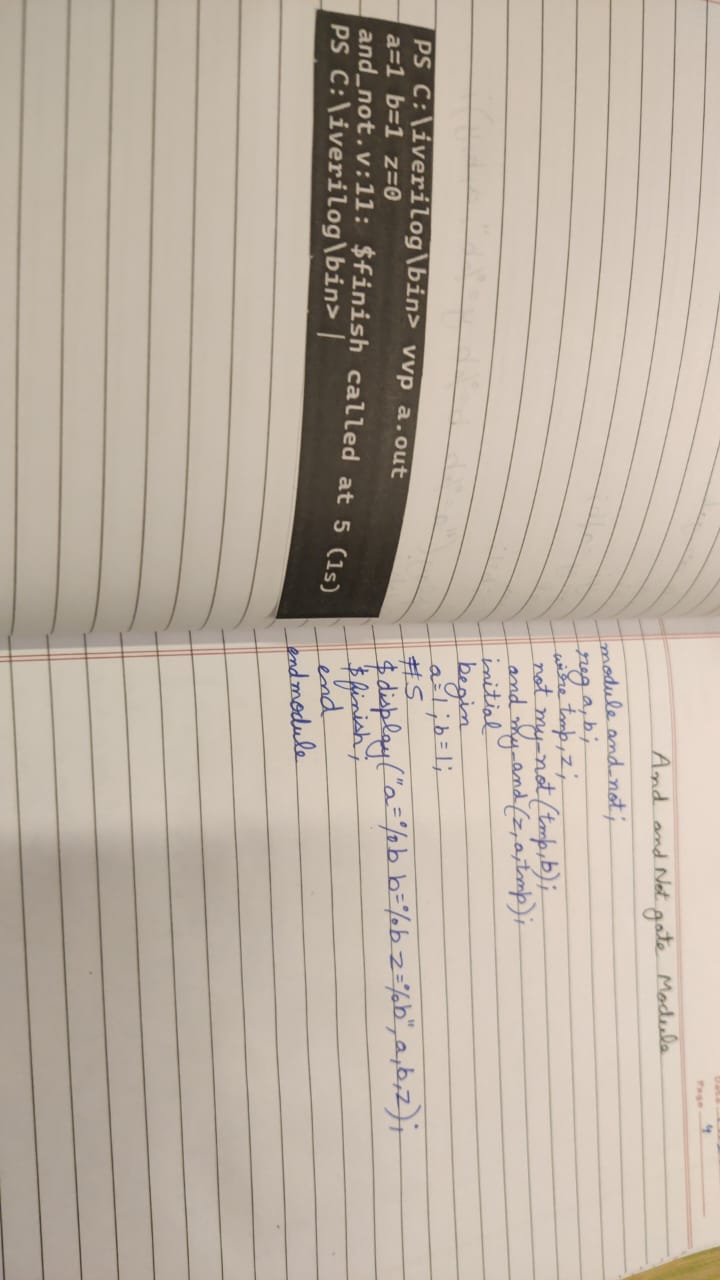 PS C:\iverilog\bin> vvp a.out
a=1 b=1 z=0
and_not.v:11: $finish called at 5 (1s)
PS C:\iverilog\bin>
Page 4
And and Not gate Module
module and_not;
reg a,b;
wire tmp,z;
not my_not(tmp,b);
and my_and(z,a,tmp);
initial
begin
a=1;b=1;
#5
$display("a=%b b=%b z=%b",a,b,z);
$finish;
end
endmodule